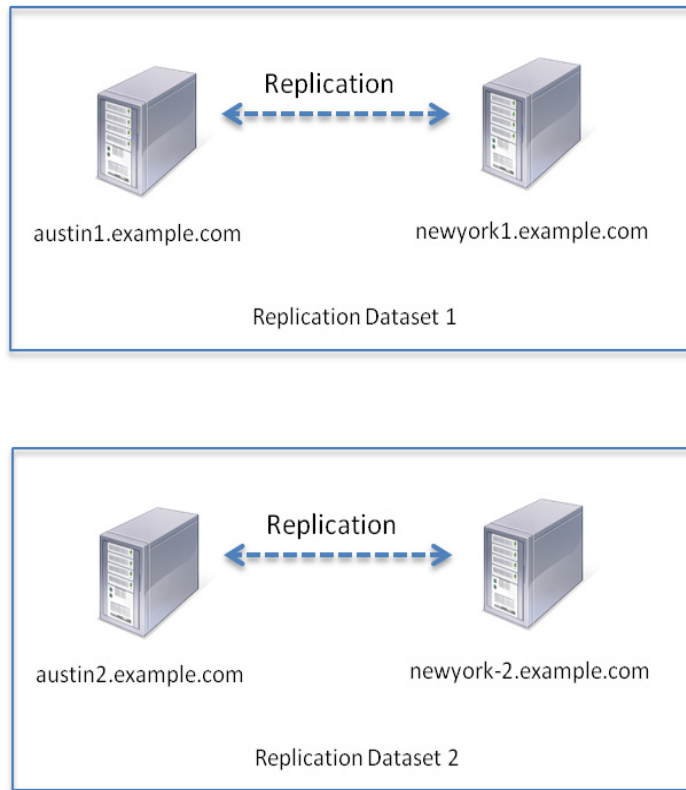 Replication
austin1.example.com
newyork1.example.com
Replication Dataset 1
Replication
austin2.example.com
newyork-2.example.com
Replication Dataset 2